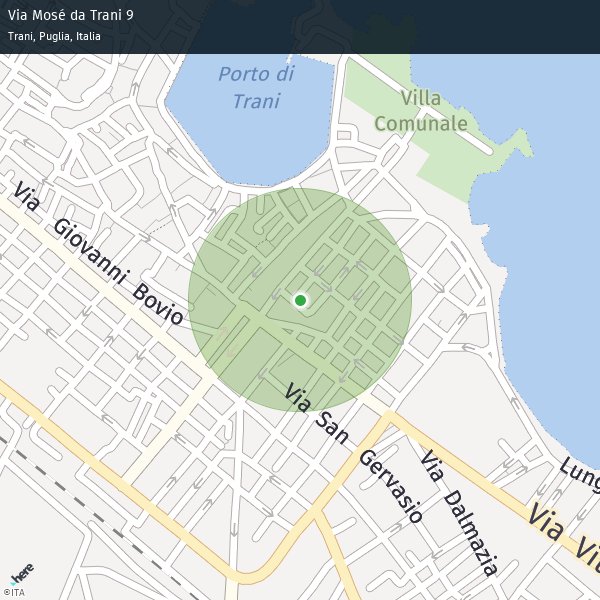 Via Mosé da Trani 9
Trani, Puglia, Italia
Porto di
Trani
Villa
Comunale
Via Giovanni Bovio
Via San Gervasio
Via Dalmazia
Lung
Via Vit
here
©ITA